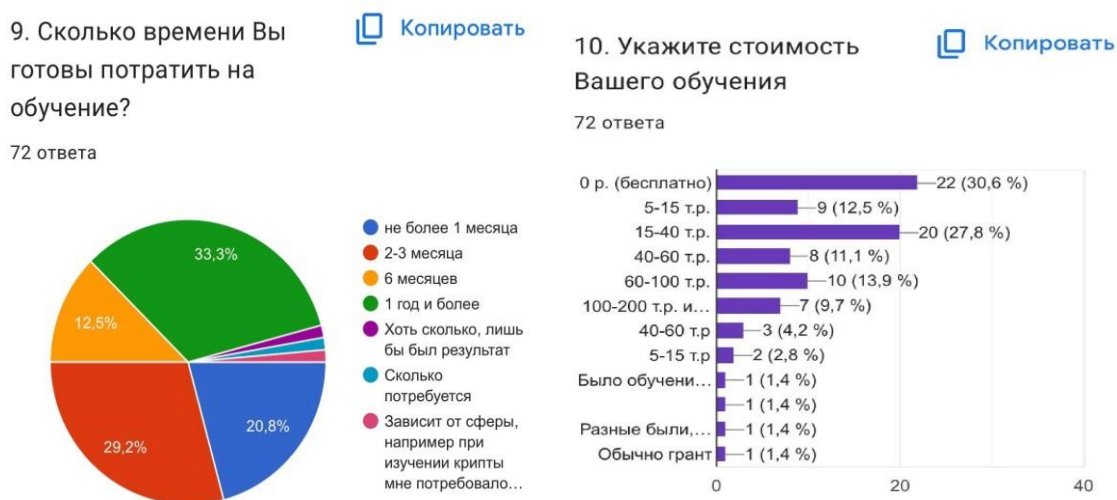 9. Сколько времени Вы
готовы потратить на
обучение?
Копировать
72 ответа
33,3%
12,5%
29,2%
20,8%
не более 1 месяца
2-3 месяца
6 месяцев
1 год и более
Хоть сколько, лишь
бы был результат
Сколько
потребуется
Зависит от сферы,
например при
изучении крипты
мне потребовало...
10. Укажите стоимость
Вашего обучения
Копировать
72 ответа
0 р. (бесплатно) 22 (30,6 %)
5-15 т.р. 9 (12,5 %)
15-40 т.р. 20 (27,8 %)
40-60 т.р. 8 (11,1 %)
60-100 т.р. 10 (13,9 %)
100-200 т.р. и... 7 (9,7 %)
40-60 т.р 3 (4,2 %)
5-15 т.р 2 (2,8 %)
Было обучени... 1 (1,4 %)
1 (1,4 %)
Разные были,... 1 (1,4 %)
Обычно грант 1 (1,4 %)
0 20 40